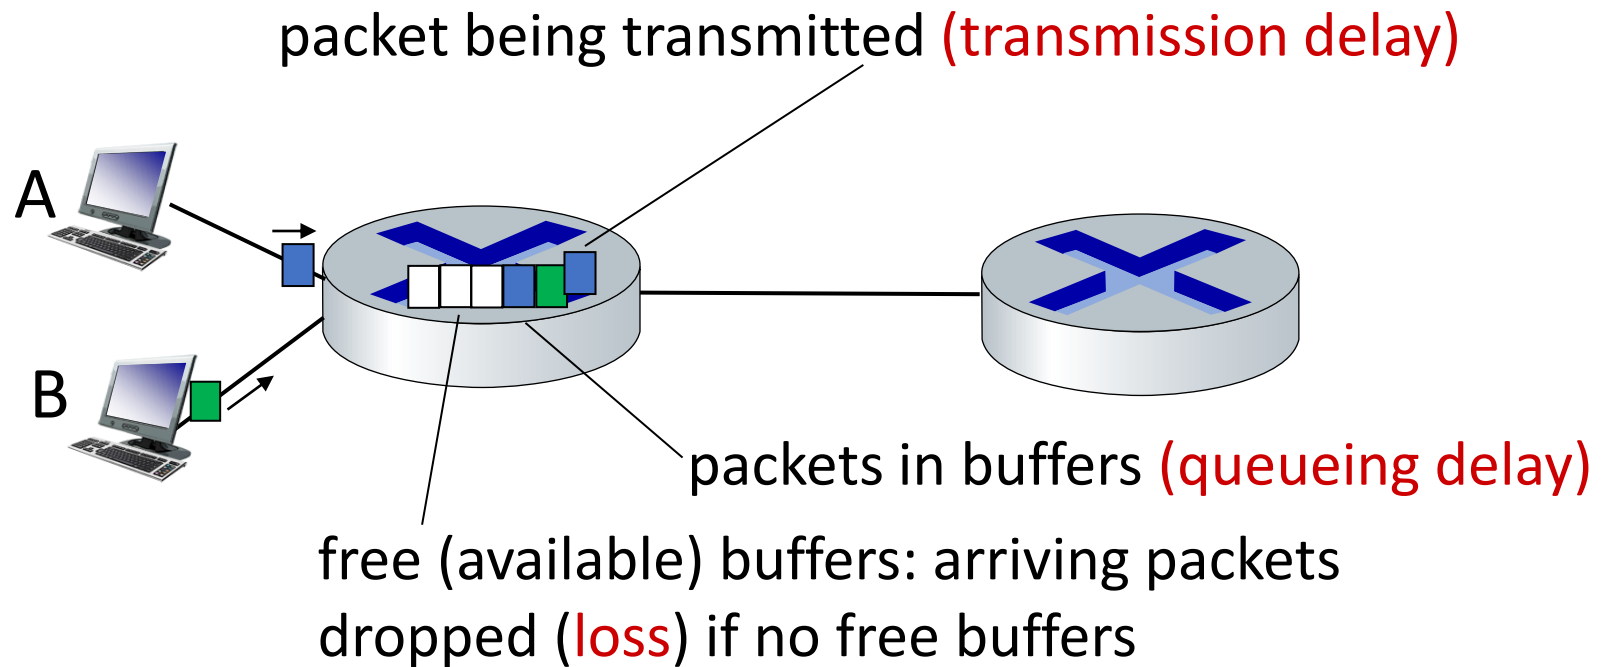 packet being transmitted (transmission delay)
A
B
packets in buffers (queueing delay)
free (available) buffers: arriving packets
dropped (loss) if no free buffers